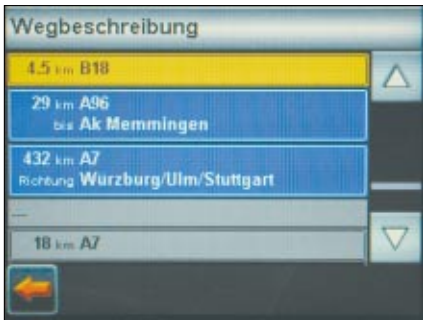 Wegbeschreibung
4.5 km B18
29 km A96
bis Ak Memmingen
432 km A7
Richtung Wurzburg/Ulm/Stuttgart
---
18 km A7